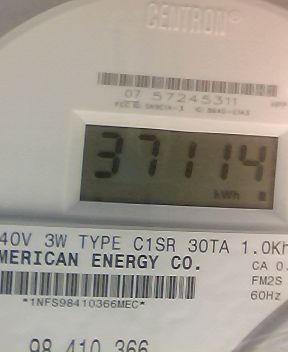 CENTRON®
07 57245311
37114
kWh
40V 3W TYPE C1SR 30TA 1.0Kh
MERICAN ENERGY CO.
CA 0.
FM2S
60Hz
*1NFS98410366MEC*
98 410 366